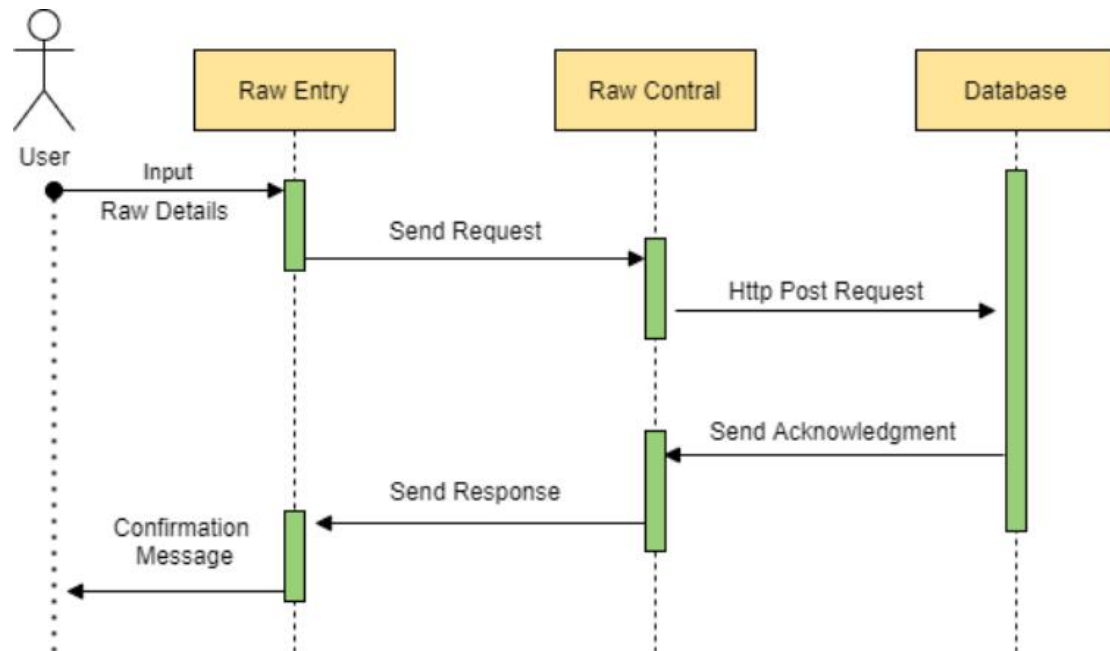 User
Raw Entry
Raw Contral
Database
Input
Raw Details
Send Request
Http Post Request
Send Acknowledgment
Send Response
Confirmation
Message